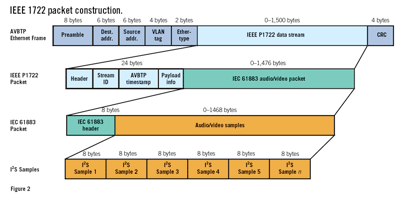 IEEE 1722 packet construction.
8 bytes 6 bytes 6 bytes 4 bytes 2 bytes 0–1,500 bytes 4 bytes
AVBTP Ethernet Frame
Preamble
Dest. addr.
Source addr.
VLAN tag
Ether-type
IEEE P1722 data stream
CRC
24 bytes 0–1,476 bytes
IEEE P1722 Packet
Header
Stream ID
AVBTP timestamp
Payload info
IEC 61883 audio/video packet
8 bytes 0–1468 bytes
IEC 61883 Packet
IEC 61883 header
Audio/video samples
8 bytes 8 bytes 8 bytes 8 bytes 8 bytes 8 bytes
I²S Samples
I²S Sample 1
I²S Sample 2
I²S Sample 3
I²S Sample 4
I²S Sample 5
I²S Sample n
Figure 2